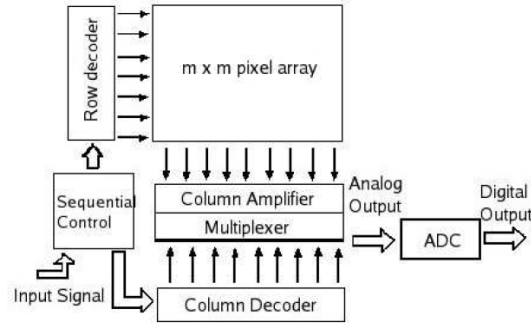 Row decoder
m x m pixel array
Sequential
Control
Column Amplifier
Multiplexer
Analog
Output
ADC
Digital
Output
Input Signal
Column Decoder